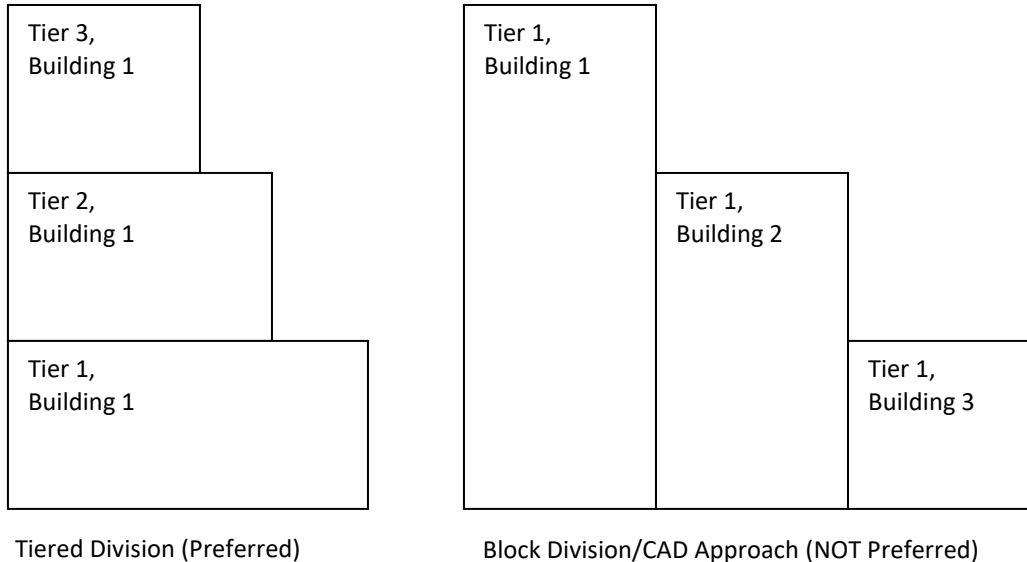 Tier 3,
Building 1
Tier 2,
Building 1
Tier 1,
Building 1
Tiered Division (Preferred)
Tier 1,
Building 1
Tier 1,
Building 2
Tier 1,
Building 3
Block Division/CAD Approach (NOT Preferred)